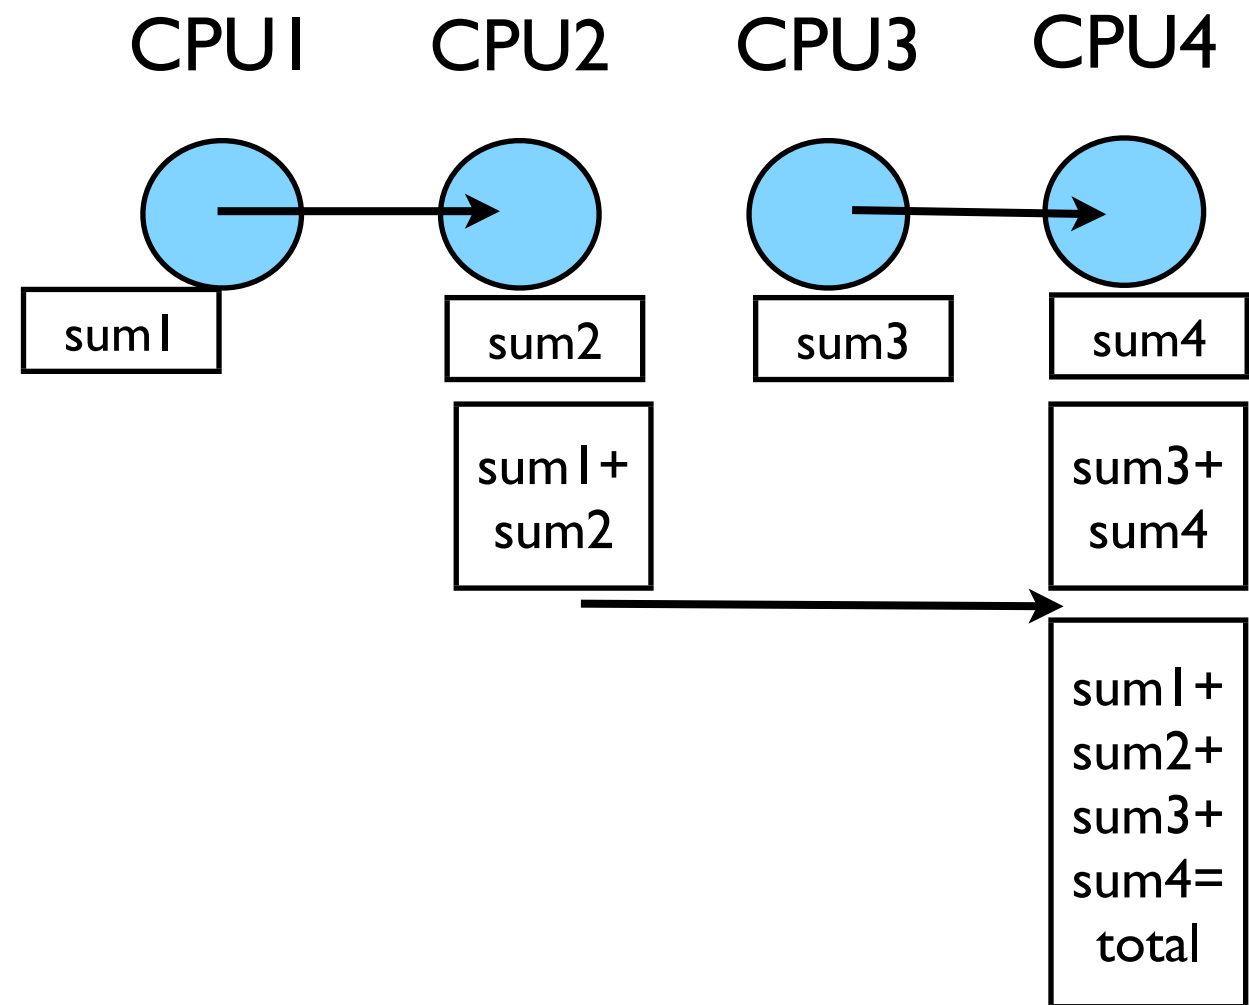 CPU1 CPU2 CPU3 CPU4
sum1 sum2 sum3 sum4
sum1+
sum2
sum3+
sum4
sum1+
sum2+
sum3+
sum4=
total